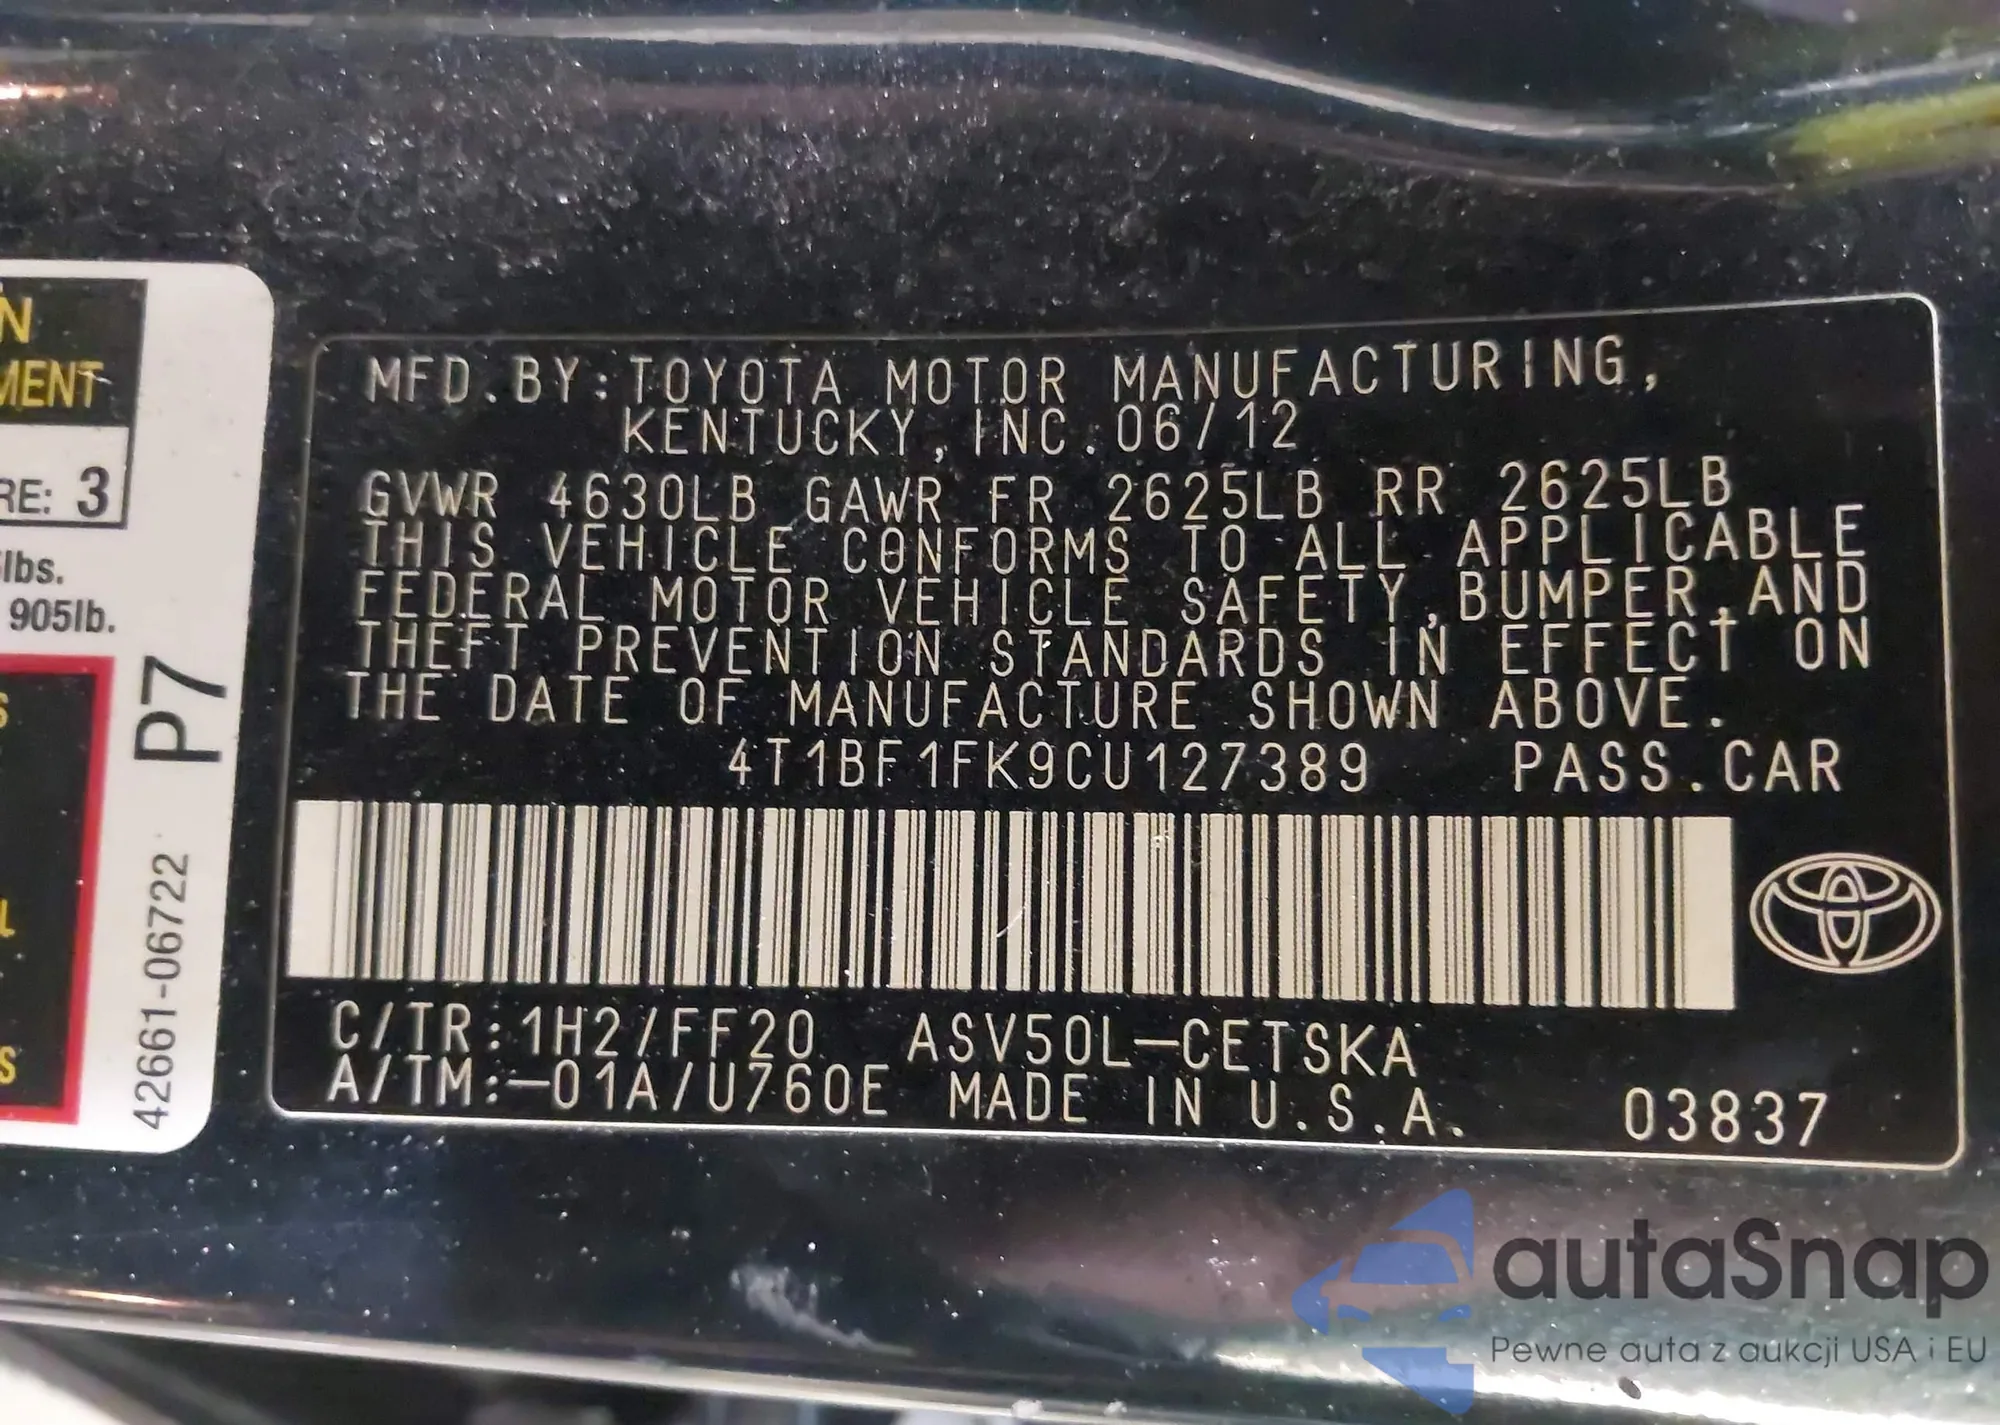 N
MENT
RE: 3
lbs.
905lb.
P7
42661-06722
S
L
S
MFD.BY:TOYOTA MOTOR MANUFACTURING,
KENTUCKY, INC.06/12
GVWR 4630LB GAWR FR 2625LB RR 2625LB
THIS VEHICLE CONFORMS TO ALL APPLICABLE
FEDERAL MOTOR VEHICLE SAFETY,BUMPER,AND
THEFT PREVENTION STANDARDS IN EFFECT ON
THE DATE OF MANUFACTURE SHOWN ABOVE.
4T1BF1FK9CU127389 PASS.CAR
C/TR:1H2/FF20 ASV50L-CETSKA
A/TM:-01A/U760E MADE IN U.S.A. 03837
autaSnap
Pewne auta z aukcji USA i EU